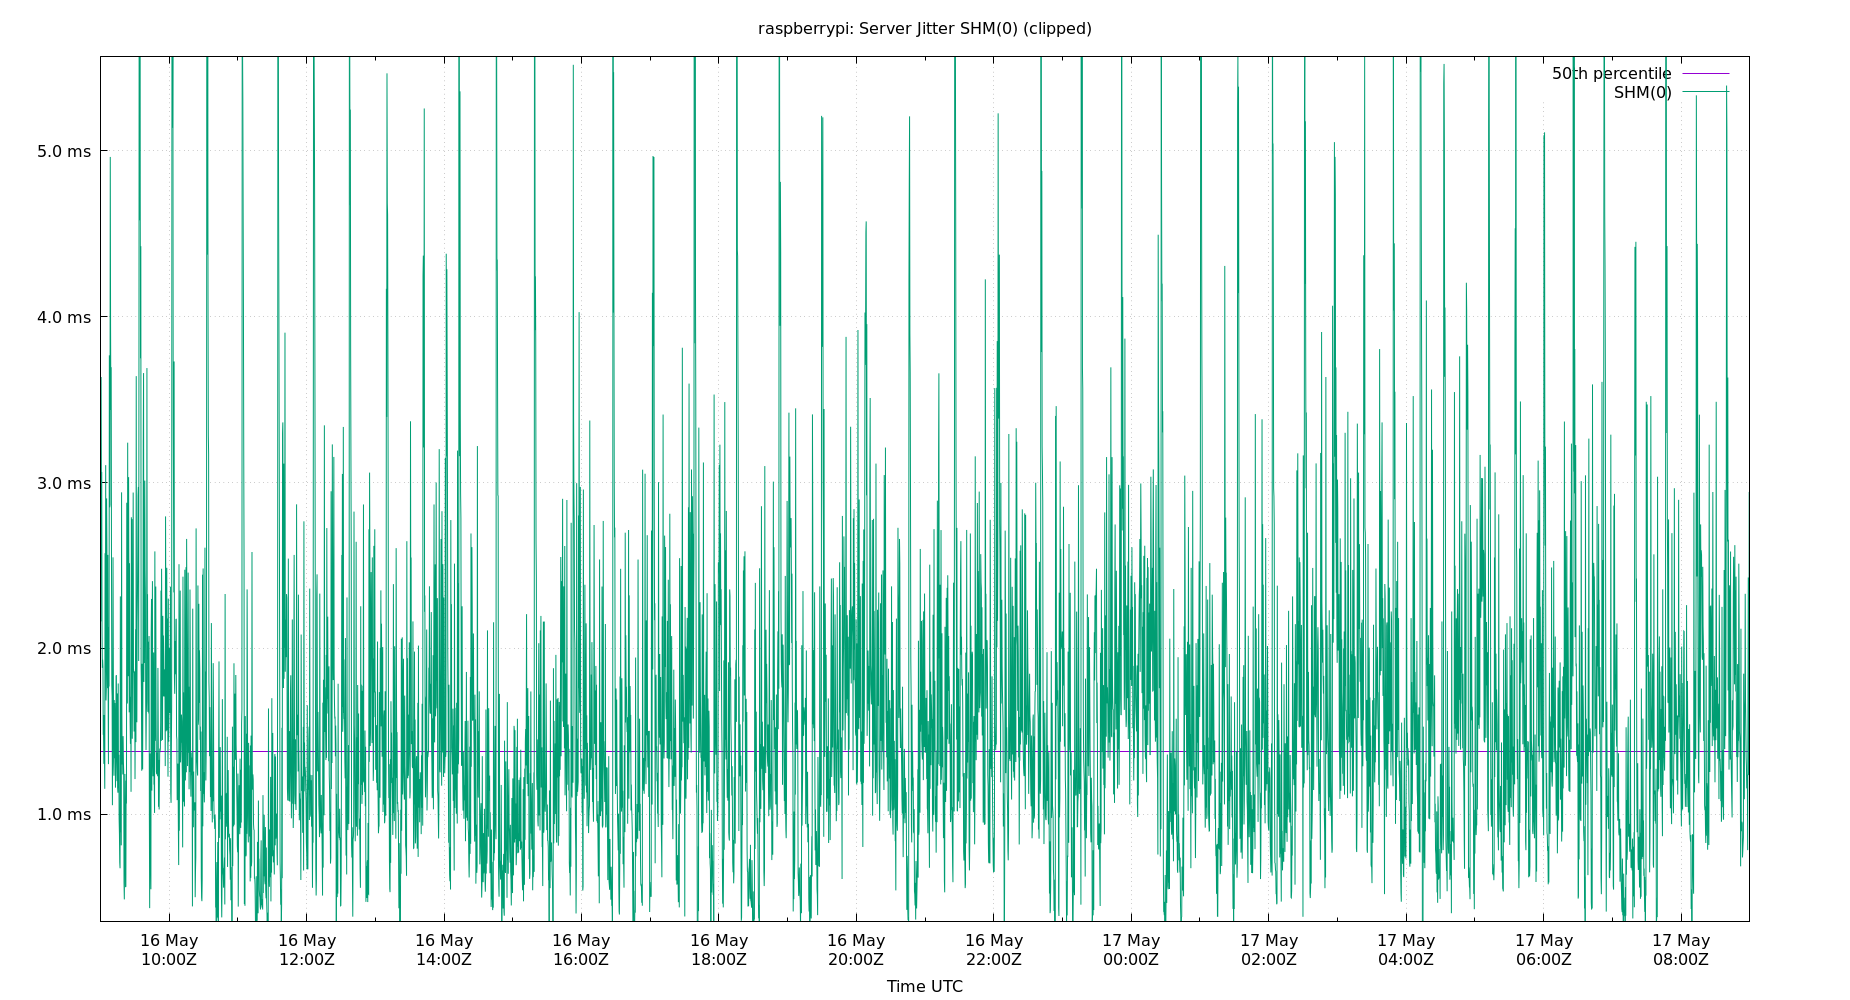 raspberrypi: Server Jitter SHM(0) (clipped)
50th percentile
SHM(0)
5.0 ms
4.0 ms
3.0 ms
2.0 ms
1.0 ms
16 May 16 May 16 May 16 May 16 May 16 May 16 May 17 May 17 May 17 May 17 May 17 May
10:00Z 12:00Z 14:00Z 16:00Z 18:00Z 20:00Z 22:00Z 00:00Z 02:00Z 04:00Z 06:00Z 08:00Z
Time UTC